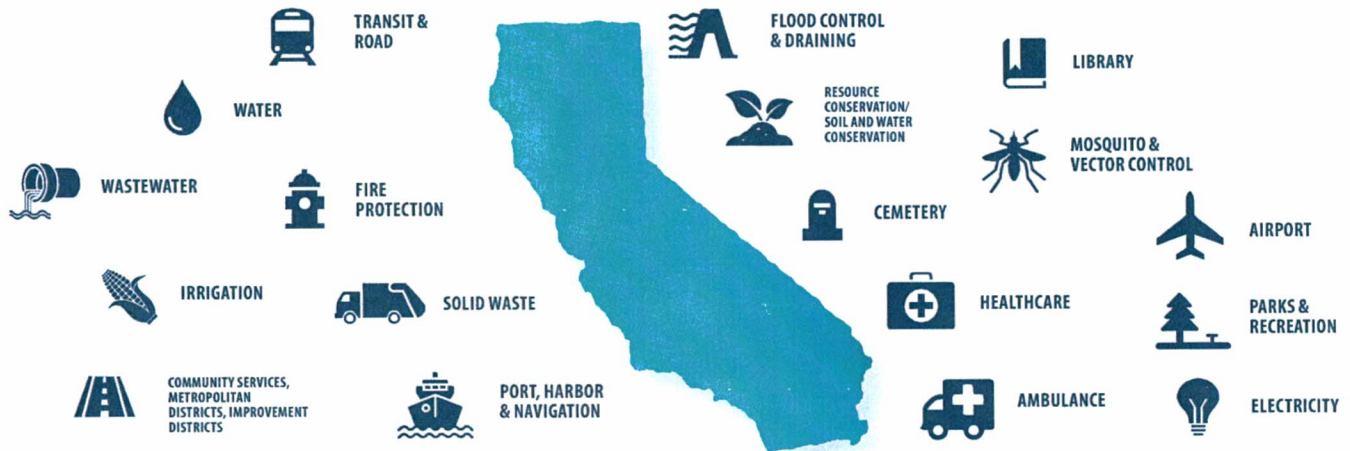 TRANSIT &
ROAD
WATER
WASTEWATER
FIRE
PROTECTION
IRRIGATION
SOLID WASTE
COMMUNITY SERVICES,
METROPOLITAN
DISTRICTS, IMPROVEMENT
DISTRICTS
PORT, HARBOR
& NAVIGATION
FLOOD CONTROL
& DRAINING
LIBRARY
RESOURCE
CONSERVATION/
SOIL AND WATER
CONSERVATION
MOSQUITO &
VECTOR CONTROL
CEMETERY
AIRPORT
HEALTHCARE
PARKS &
RECREATION
AMBULANCE
ELECTRICITY